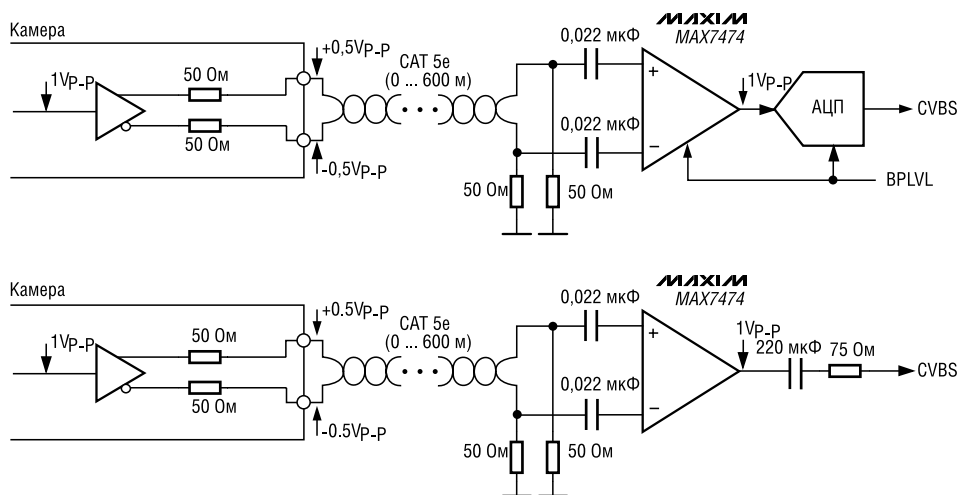 Камера
1VP-P
50 Ом
50 Ом
+0,5VP-P
-0,5VP-P
CAT 5e
(0 ... 600 м)
0,022 мкФ
0,022 мкФ
50 Ом
50 Ом
MAXIM
MAX7474
+
−
1VP-P
АЦП
CVBS
BPLVL
Камера
1VP-P
50 Ом
50 Ом
+0.5VP-P
-0.5VP-P
CAT 5e
(0 ... 600 м)
0,022 мкФ
0,022 мкФ
50 Ом
50 Ом
MAXIM
MAX7474
+
−
1VP-P
220 мкФ
75 Ом
CVBS